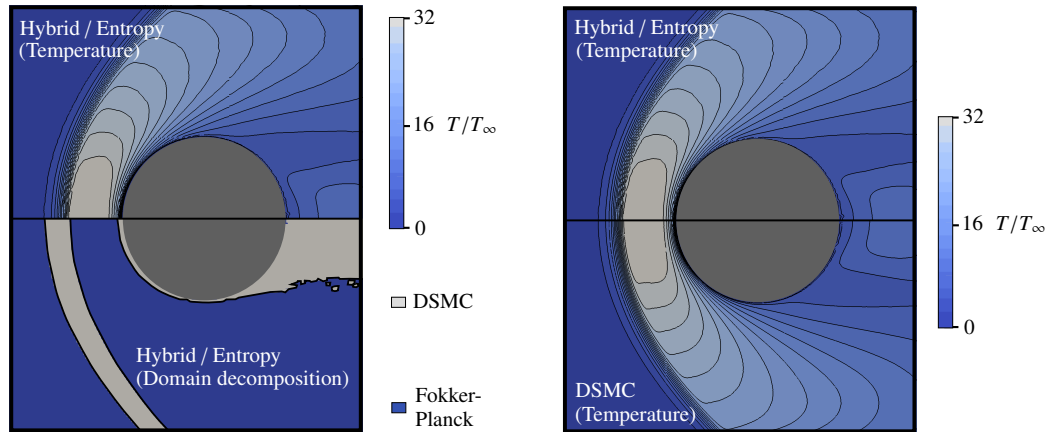 Hybrid / Entropy
(Temperature)
32
16 T/T∞
0
DSMC
Hybrid / Entropy
(Domain decomposition)
Fokker-
Planck
Hybrid / Entropy
(Temperature)
32
16 T/T∞
0
DSMC
(Temperature)